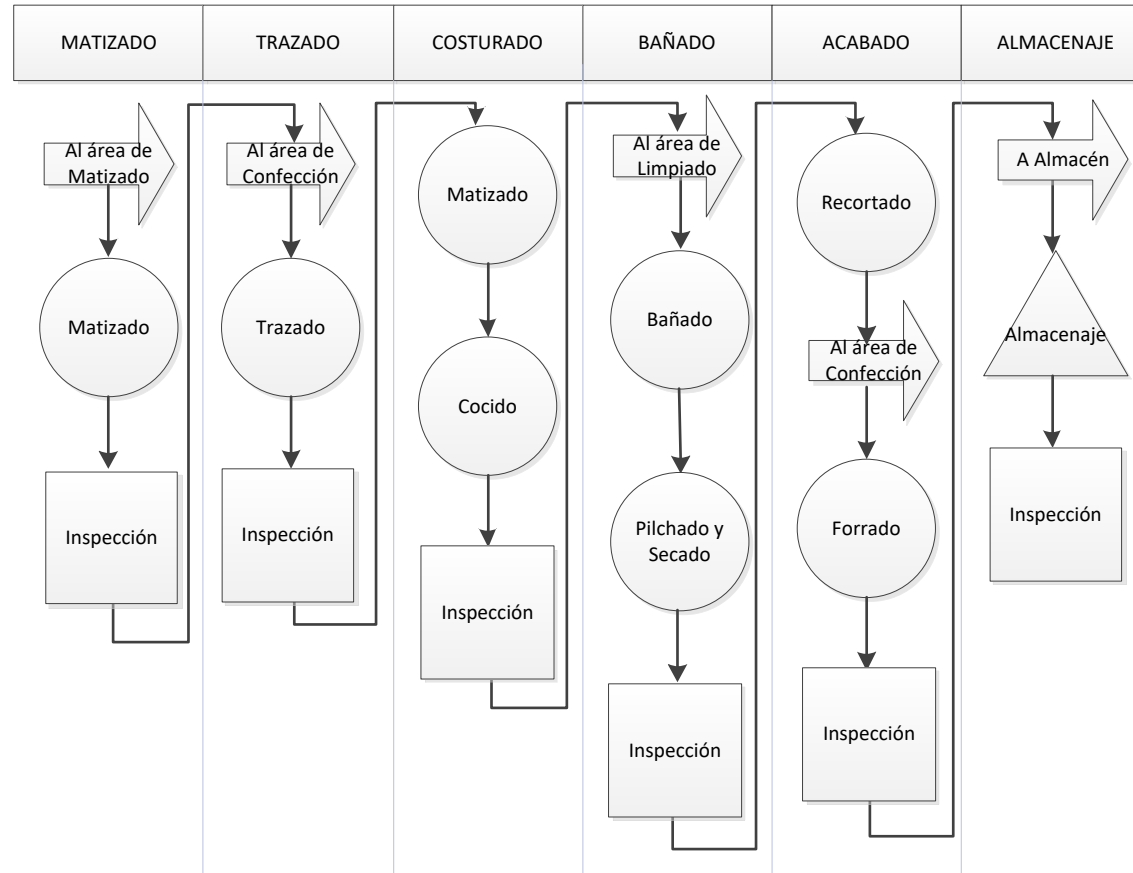 MATIZADO
TRAZADO
COSTURADO
BAÑADO
ACABADO
ALMACENAJE
Al área de
Matizado
Matizado
Inspección
Al área de
Confección
Trazado
Inspección
Matizado
Cocido
Inspección
Al área de
Limpiado
Bañado
Pilchado y
Secado
Inspección
Recortado
Al área de
Confección
Forrado
Inspección
A Almacén
Almacenaje
Inspección